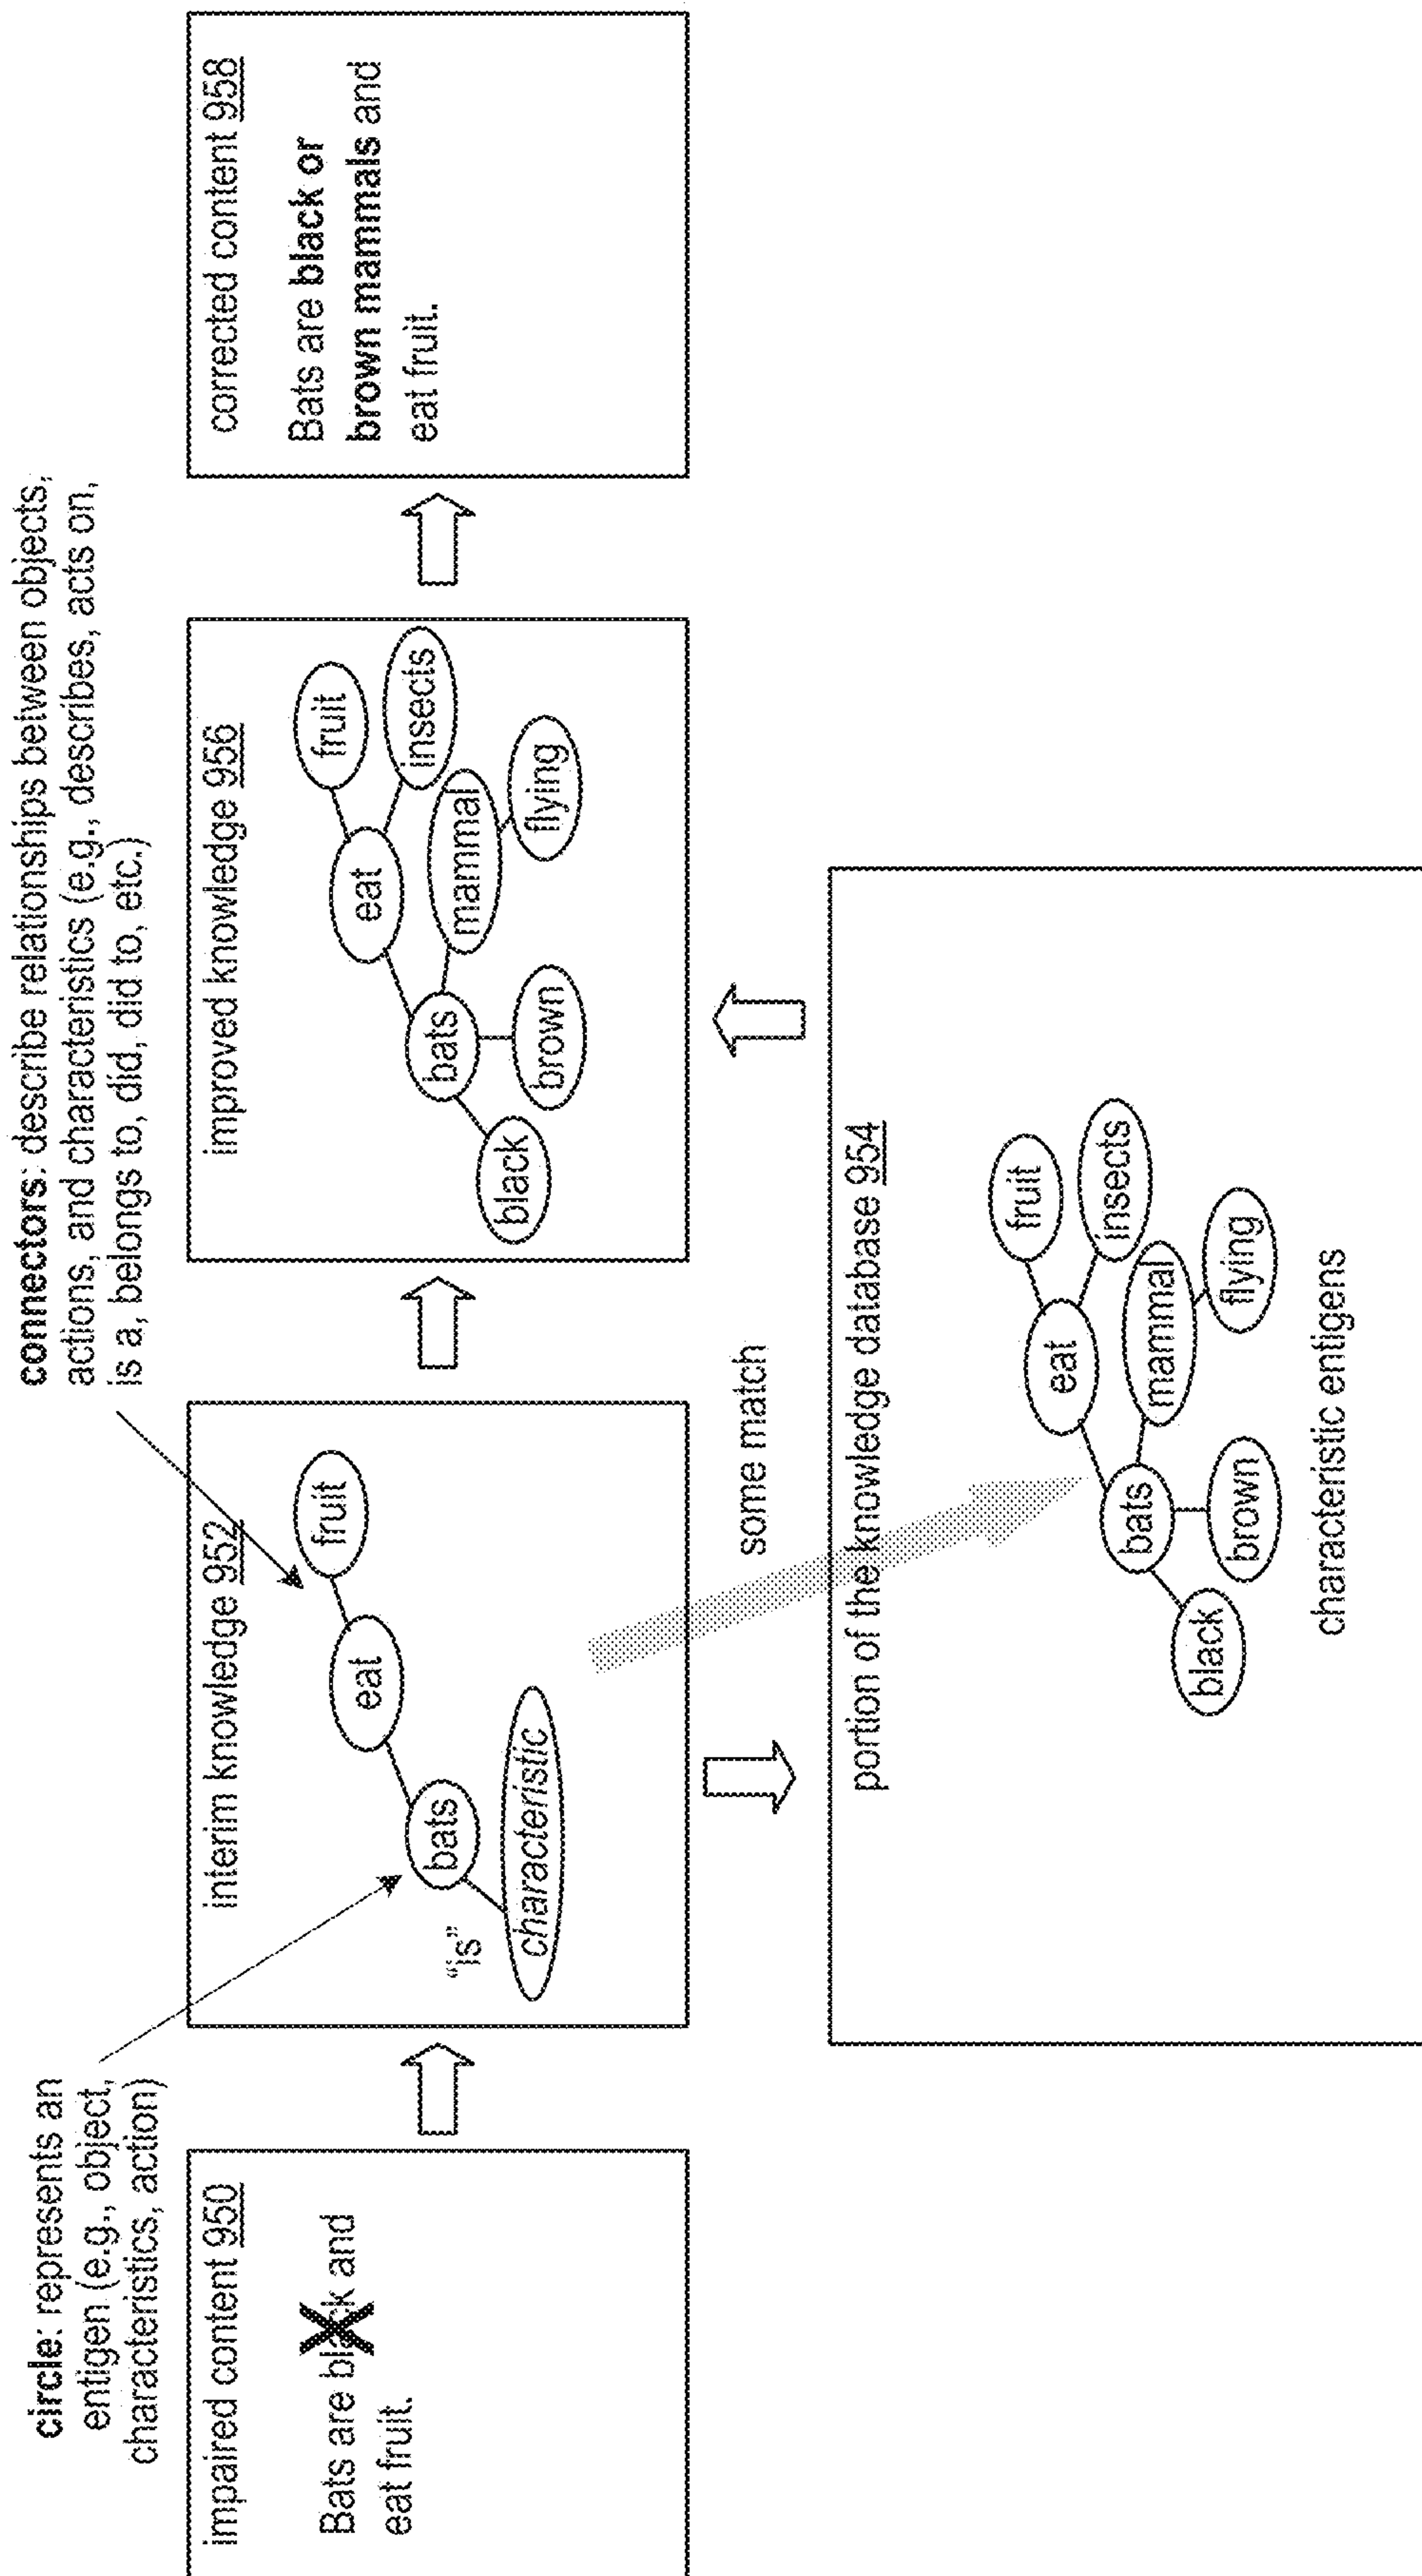 circle: represents an
entigen (e.g., object,
characteristics, action)
connectors: describe relationships between objects,
actions, and characteristics (e.g., describes, acts on,
is a, belongs to, did, did to, etc.)
impaired content 950
Bats are black and
eat fruit.
interim knowledge 952
fruit
eat
bats
"is"
characteristic
improved knowledge 956
fruit
eat
insects
bats
mammal
black
brown
flying
corrected content 958
Bats are black or
brown mammals and
eat fruit.
some match
portion of the knowledge database 954
fruit
eat
insects
bats
mammal
black
brown
flying
characteristic entigens